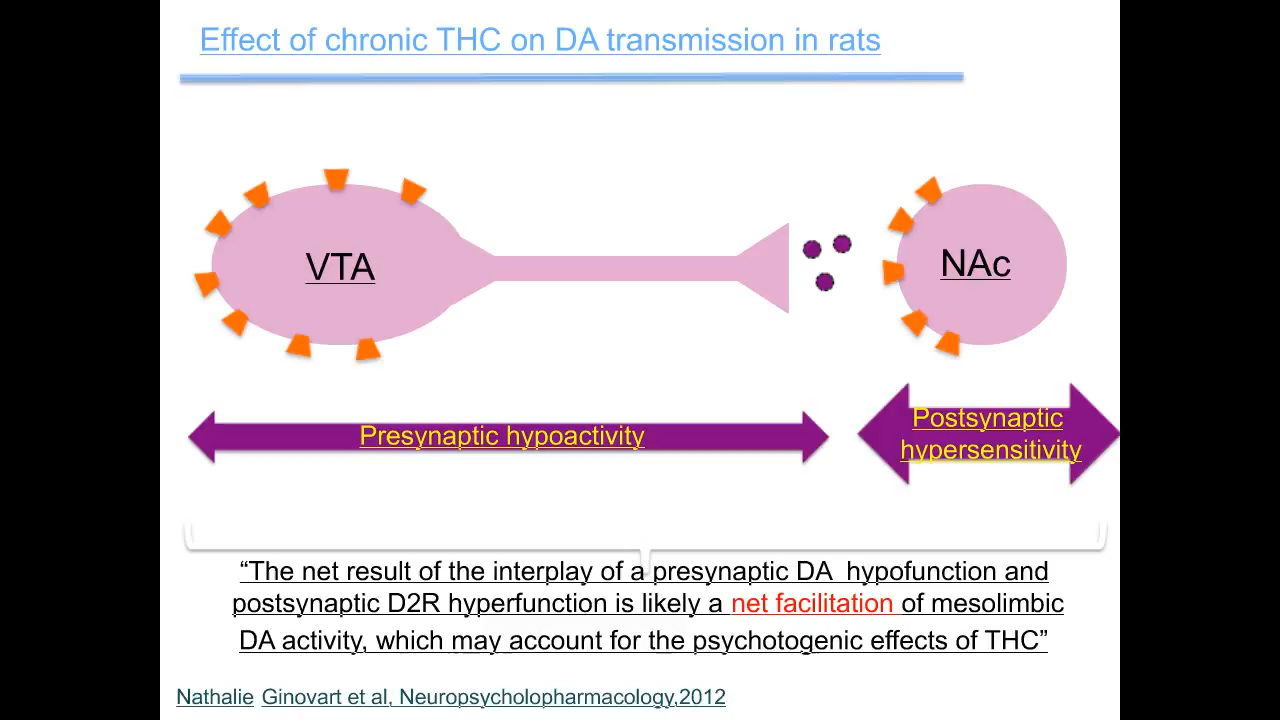 Effect of chronic THC on DA transmission in rats
VTA
NAc
Presynaptic hypoactivity
Postsynaptic
hypersensitivity
“The net result of the interplay of a presynaptic DA hypofunction and
postsynaptic D2R hyperfunction is likely a net facilitation of mesolimbic
DA activity, which may account for the psychotogenic effects of THC”
Nathalie Ginovart et al, Neuropsycholopharmacology,2012